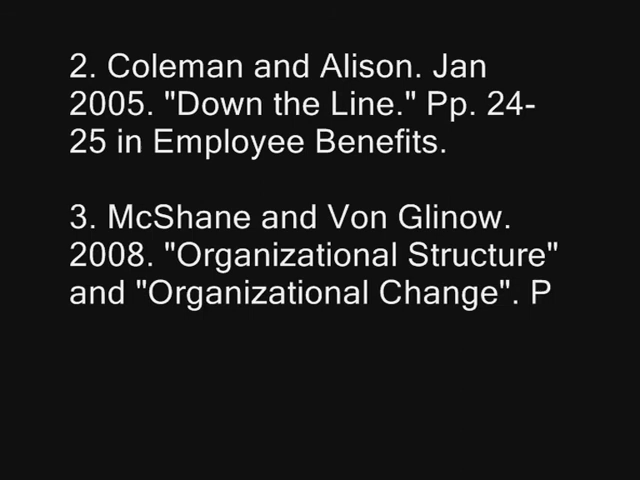 2. Coleman and Alison. Jan
2005. "Down the Line." Pp. 24-
25 in Employee Benefits.
3. McShane and Von Glinow.
2008. "Organizational Structure"
and "Organizational Change". P